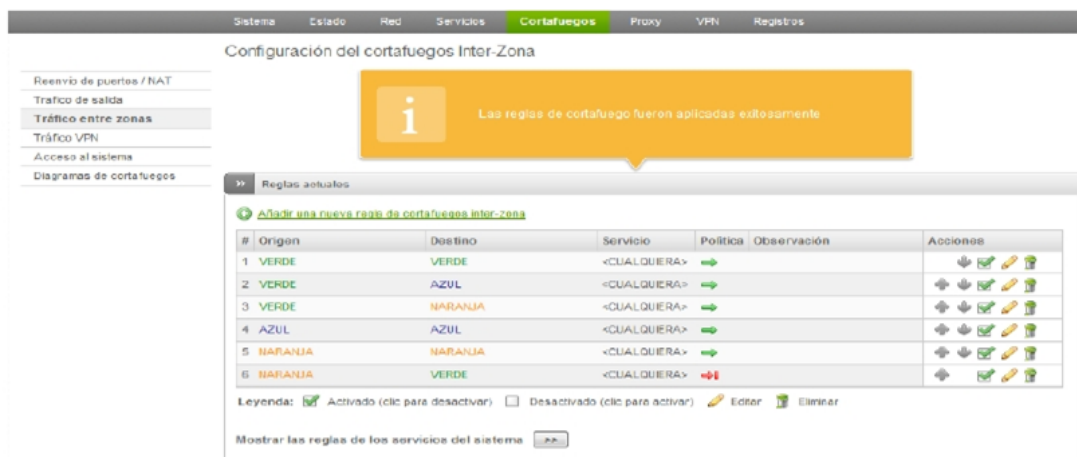 Sistema Estado Red Servicios Cortafuegos Proxy VPN Registros
Configuración del cortafuegos Inter-Zona
Reenvío de puertos / NAT
Trafico de salida
Tráfico entre zonas
Tráfico VPN
Acceso al sistema
Diagramas de cortafuegos
i
Las reglas de cortafuego fueron aplicadas exitosamente
>> Reglas actuales
Añadir una nueva regla de cortafuegos inter-zona
# Origen Destino Servicio Política Observación Acciones
1 VERDE VERDE <CUALQUIERA>
2 VERDE AZUL <CUALQUIERA>
3 VERDE NARANJA <CUALQUIERA>
4 AZUL AZUL <CUALQUIERA>
5 NARANJA NARANJA <CUALQUIERA>
6 NARANJA VERDE <CUALQUIERA>
Leyenda: Activado (clic para desactivar) Desactivado (clic para activar) Editar Eliminar
Mostrar las reglas de los servicios del sistema >>